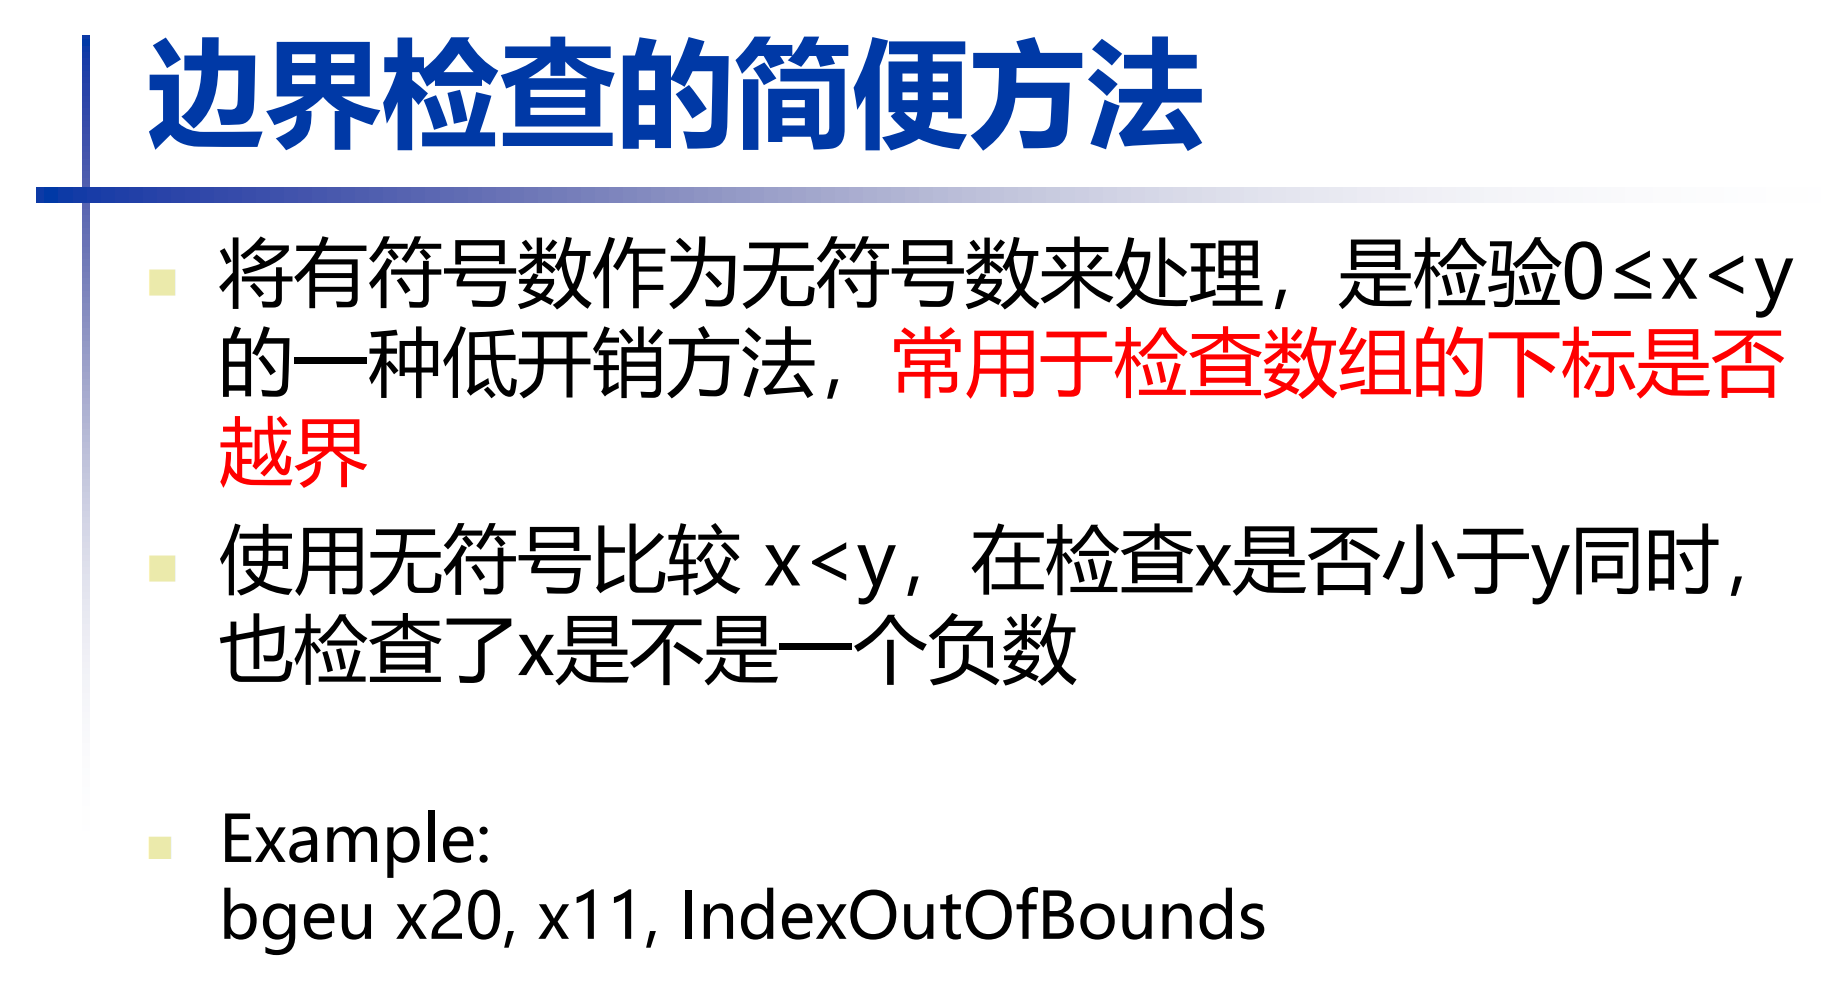 边界检查的简便方法
将有符号数作为无符号数来处理，是检验0≤x<y
的一种低开销方法，常用于检查数组的下标是否
越界
使用无符号比较 x<y，在检查x是否小于y同时，
也检查了x是不是一个负数
Example:
bgeu x20, x11, IndexOutOfBounds